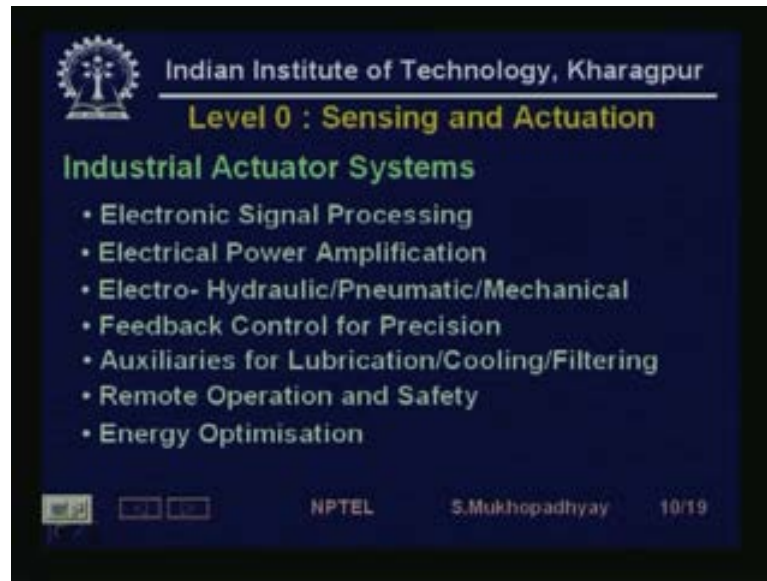 Indian Institute of Technology, Kharagpur
Level 0 : Sensing and Actuation
Industrial Actuator Systems
• Electronic Signal Processing
• Electrical Power Amplification
• Electro- Hydraulic/Pneumatic/Mechanical
• Feedback Control for Precision
• Auxiliaries for Lubrication/Cooling/Filtering
• Remote Operation and Safety
• Energy Optimisation
NPTEL S.Mukhopadhyay 10/19